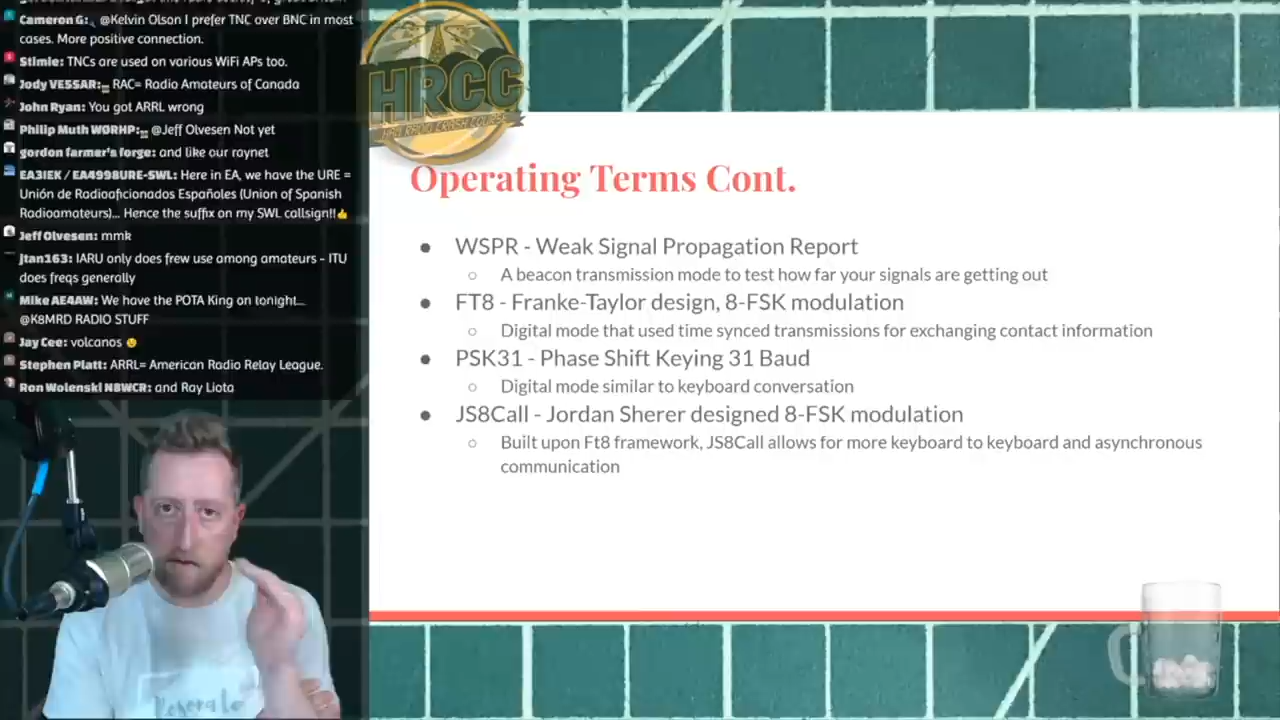 Cameron G: @Kelvin Olson I prefer TNC over BNC in most
cases. More positive connection.
Stimie: TNCs are used on various WiFi APs too.
Jody VE5SAR: RAC= Radio Amateurs of Canada
John Ryan: You got ARRL wrong
Philip Muth WØRHP: @Jeff Olvesen Not yet
gordon farmer's forge: and like our raynet
EA3IEK / EA4998URE-SWL: Here in EA, we have the URE =
Unión de Radioaficionados Españoles (Union of Spanish
Radioamateurs)... Hence the suffix on my SWL callsign!!👍
Jeff Olvesen: mmk
jtan163: IARU only does frew use among amateurs - ITU
does freqs generally
Mike AE4AW: We have the POTA King on tonight...
@K8MRD RADIO STUFF
Jay Cee: volcanos 😉
Stephen Platt: ARRL= American Radio Relay League.
Ron Wolenski N8WCR: and Ray Liota
HRCC
HAM RADIO CRASH COURSE
Operating Terms Cont.
● WSPR - Weak Signal Propagation Report
○ A beacon transmission mode to test how far your signals are getting out
● FT8 - Franke-Taylor design, 8-FSK modulation
○ Digital mode that used time synced transmissions for exchanging contact information
● PSK31 - Phase Shift Keying 31 Baud
○ Digital mode similar to keyboard conversation
● JS8Call - Jordan Sherer designed 8-FSK modulation
○ Built upon Ft8 framework, JS8Call allows for more keyboard to keyboard and asynchronous
communication